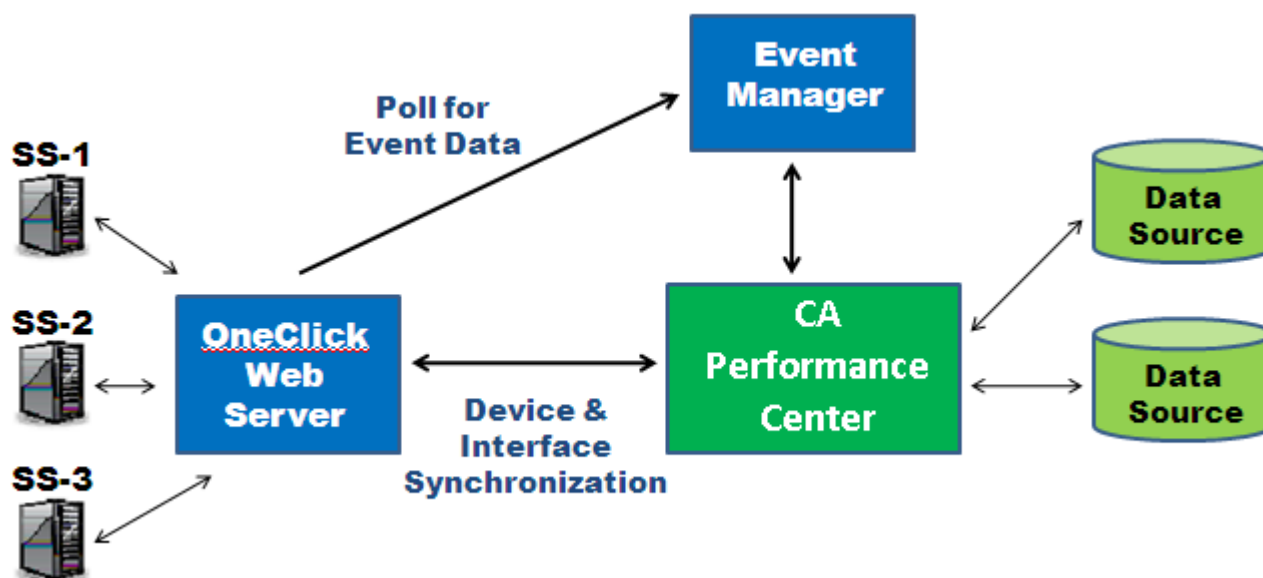 Event
Manager
Poll for
Event Data
SS-1
Data
Source
SS-2
OneClick
Web
Server
CA
Performance
Center
Data
Source
Device &
Interface
Synchronization
SS-3